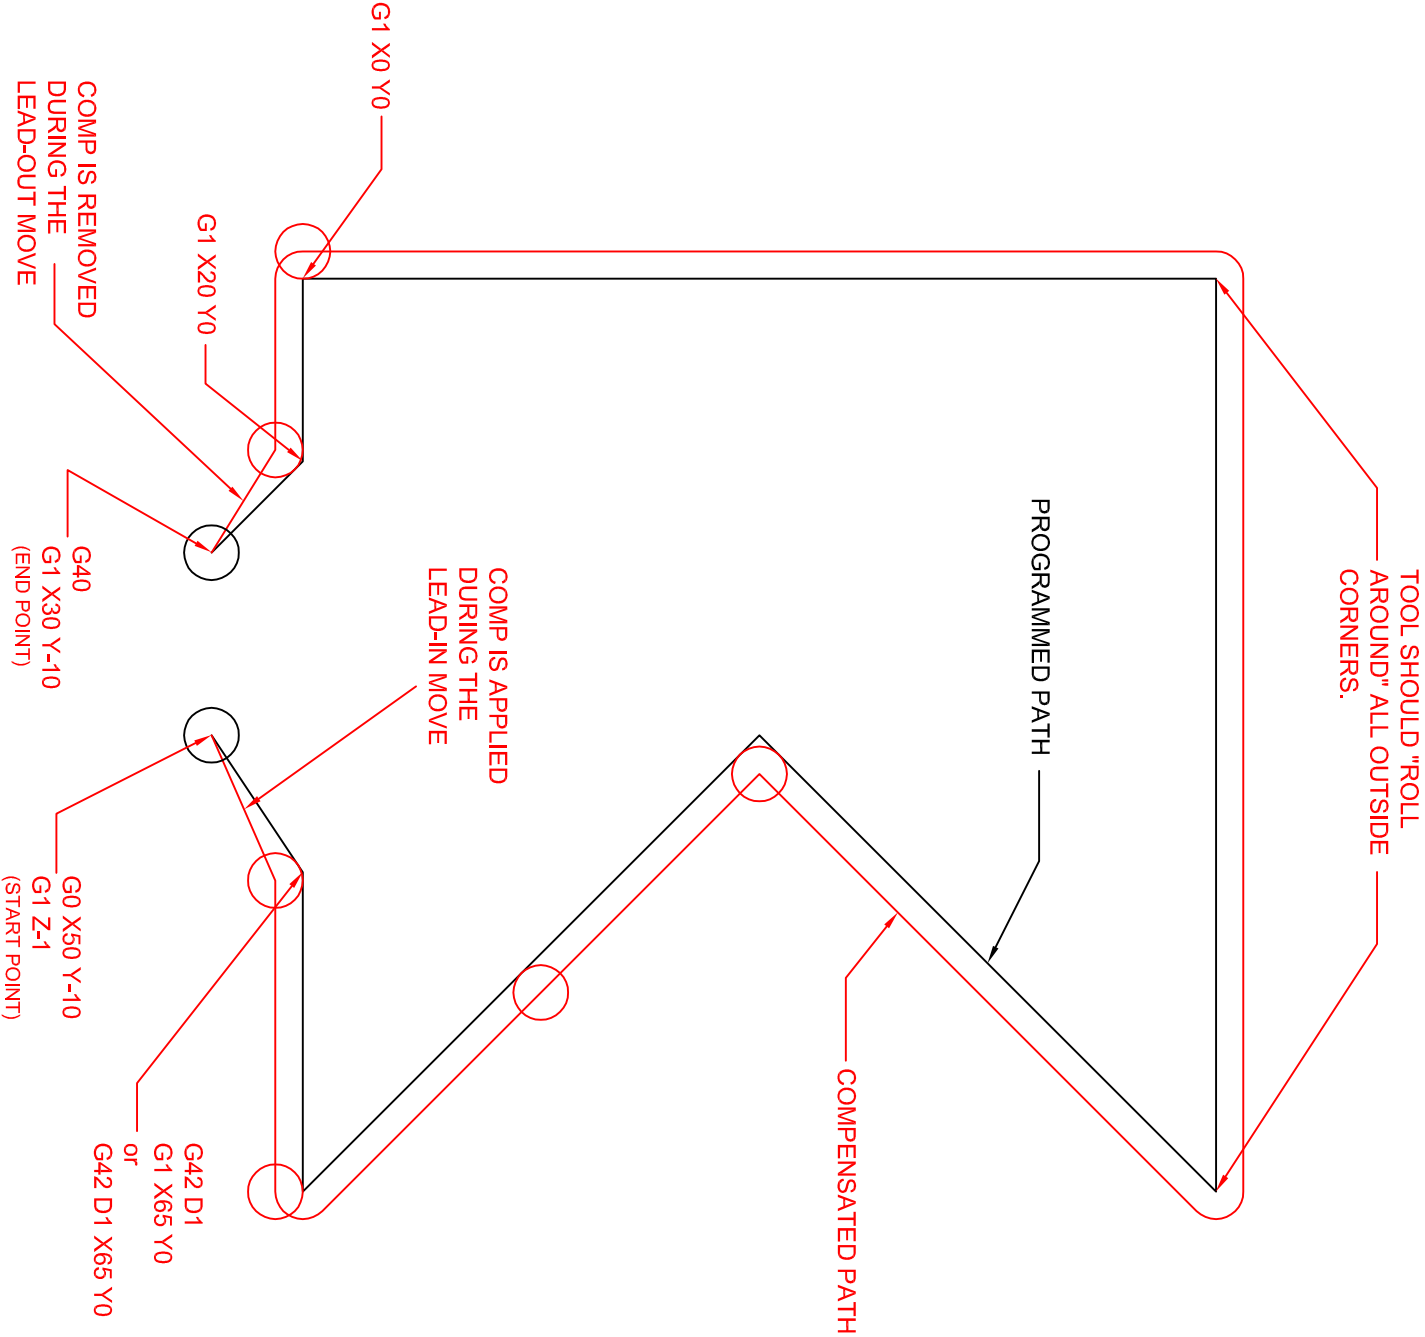 TOOL SHOULD "ROLL
AROUND" ALL OUTSIDE
CORNERS.
PROGRAMMED PATH
COMPENSATED PATH
COMP IS APPLIED
DURING THE
LEAD-IN MOVE
G1 X0 Y0
G1 X20 Y0
COMP IS REMOVED
DURING THE
LEAD-OUT MOVE
G40
G1 X30 Y-10
(END POINT)
G0 X50 Y-10
G1 Z-1
(START POINT)
G42 D1
G1 X65 Y0
or
G42 D1 X65 Y0